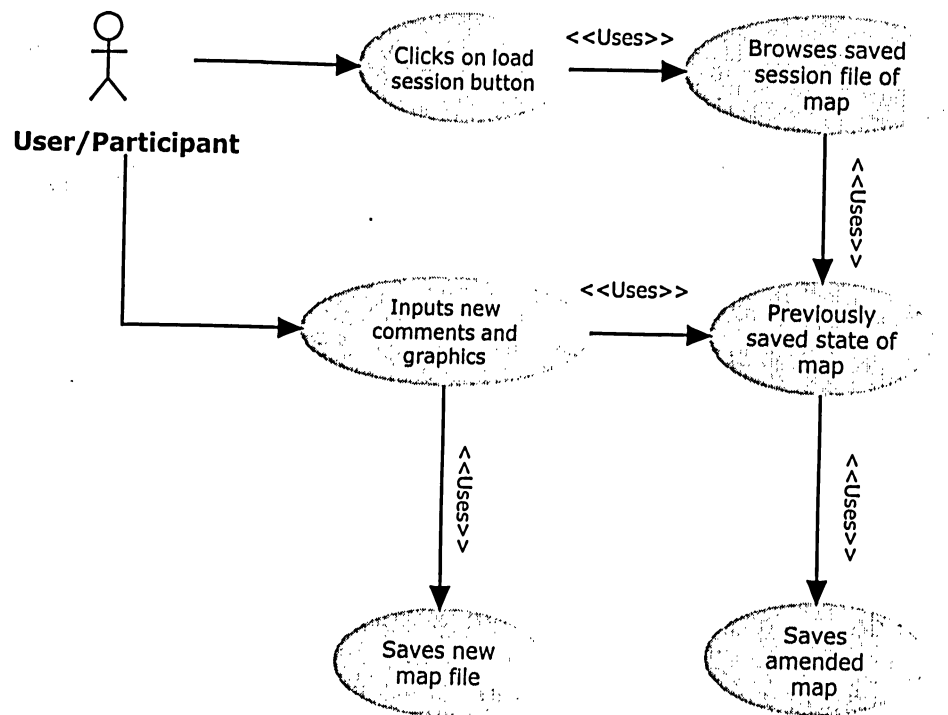 Clicks on load
session button
<<Uses>>
Browses saved
session file of
map
User/Participant
<<Uses>>
Inputs new
comments and
graphics
<<Uses>>
Previously
saved state of
map
<<Uses>>
<<Uses>>
Saves new
map file
Saves
amended
map